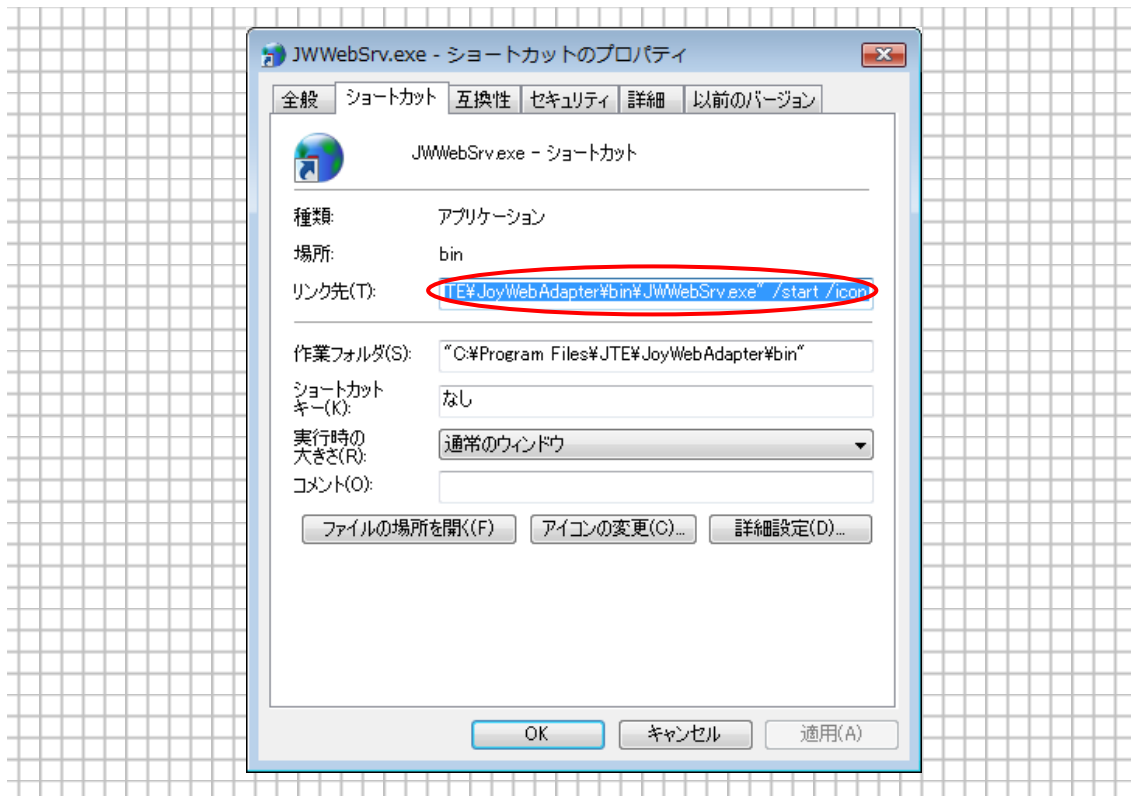 JWWebSrv.exe - ショートカットのプロパティ
全般 ショートカット 互換性 セキュリティ 詳細 以前のバージョン
JWWebSrv.exe - ショートカット
種類: アプリケーション
場所: bin
リンク先(T): TE¥JoyWebAdapter¥bin¥JWWebSrv.exe" /start /icon
作業フォルダ(S): "C:¥Program Files¥JTE¥JoyWebAdapter¥bin"
ショートカット
キー(K): なし
実行時の
大きさ(R): 通常のウィンドウ
コメント(O):
ファイルの場所を開く(F) アイコンの変更(C)... 詳細設定(D)...
OK キャンセル 適用(A)